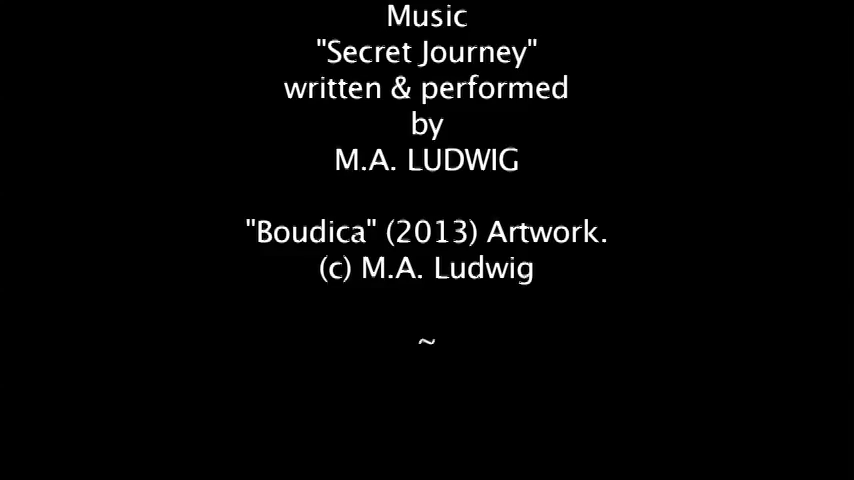 Music
"Secret Journey"
written & performed
by
M.A. LUDWIG
"Boudica" (2013) Artwork.
(c) M.A. Ludwig
~